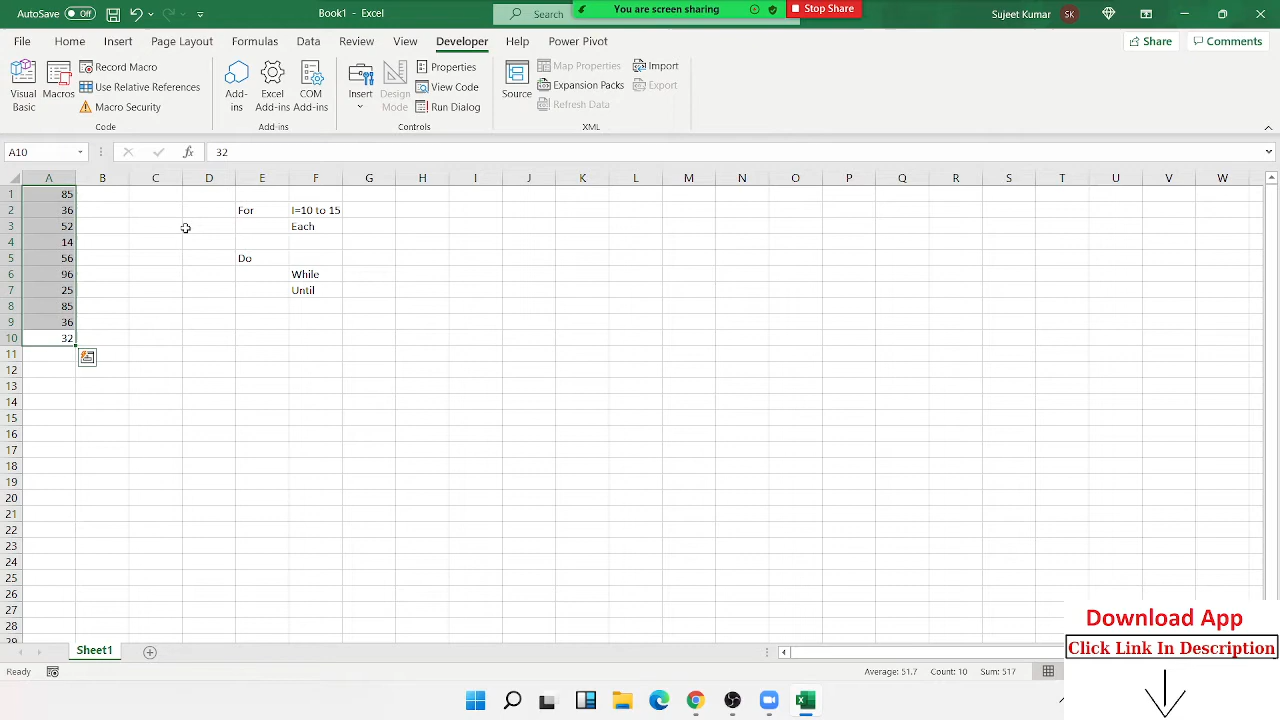 AutoSave Off
Book1 - Excel
Search
You are screen sharing
Stop Share
Sujeet Kumar
SK
File Home Insert Page Layout Formulas Data Review View Developer Help Power Pivot
Share Comments
Visual Basic
Macros
Record Macro
Use Relative References
Macro Security
Code
Add-ins
Excel Add-ins
COM Add-ins
Add-ins
Insert
Design Mode
Properties
View Code
Run Dialog
Controls
Source
Map Properties
Expansion Packs
Refresh Data
Import
Export
XML
A10
fx
32
A B C D E F G H I J K L M N O P Q R S T U V W
1 85
2 36 For I=10 to 15
3 52 Each
4 14
5 56 Do
6 96 While
7 25 Until
8 85
9 36
10 32
11
12
13
14
15
16
17
18
19
20
21
22
23
24
25
26
27
28
29
Sheet1
Ready
Average: 51.7 Count: 10 Sum: 517
Download App
Click Link In Description